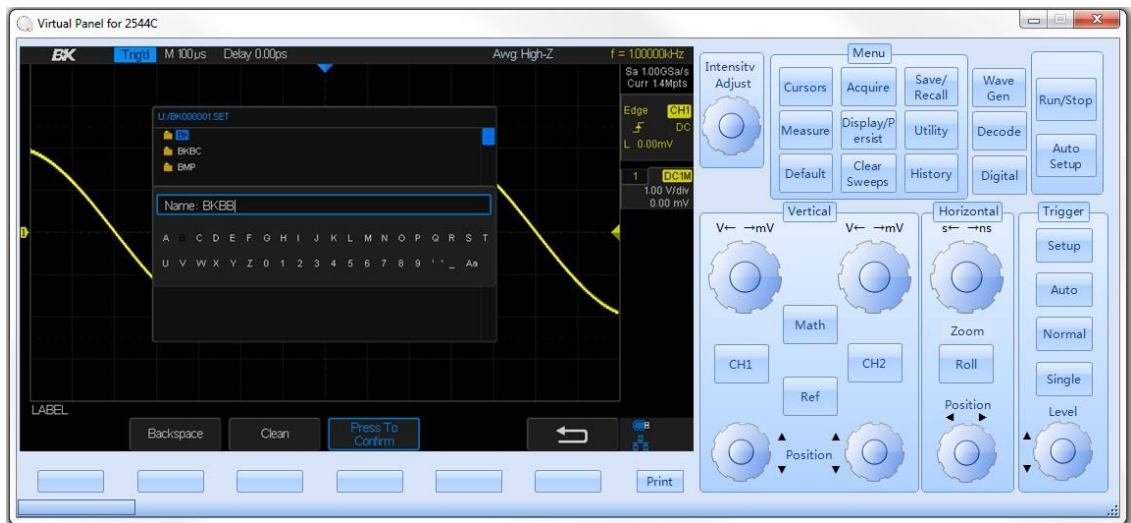 Virtual Panel for 2544C
BK Trig'd M 100μs Delay 0.00ps Awg: High-Z f = 1.00000kHz
Sa 1.00GSa/s
Curr 1.4Mpts
Edge CH1
DC
L 0.00mV
1 DC1M
1.00 V/div
0.00 mV
U:/BK000001.SET
BK
BKBC
BMP
Name: BKBB
A B C D E F G H I J K L M N O P Q R S T
U V W X Y Z 0 1 2 3 4 5 6 7 8 9 ' ' _ Aa
1
LABEL
Backspace
Clean
Press To
Confirm
Print
Intensity
Adjust
Menu
Cursors
Acquire
Save/
Recall
Wave
Gen
Measure
Display/P
ersist
Utility
Decode
Default
Clear
Sweeps
History
Digital
Run/Stop
Auto
Setup
Vertical
V← →mV
V← →mV
Math
CH1
CH2
Ref
Position
Horizontal
s← →ns
Zoom
Roll
Position
Trigger
Setup
Auto
Normal
Single
Level